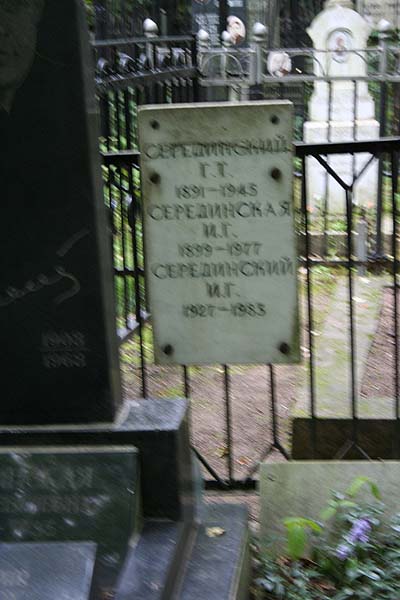 СЕРЕДИНСКИЙ
Г.Т.
1891-1945
СЕРЕДИНСКАЯ
И.Г.
1899-1977
СЕРЕДИНСКИЙ
И.Г.
1927-1983
1908
1968